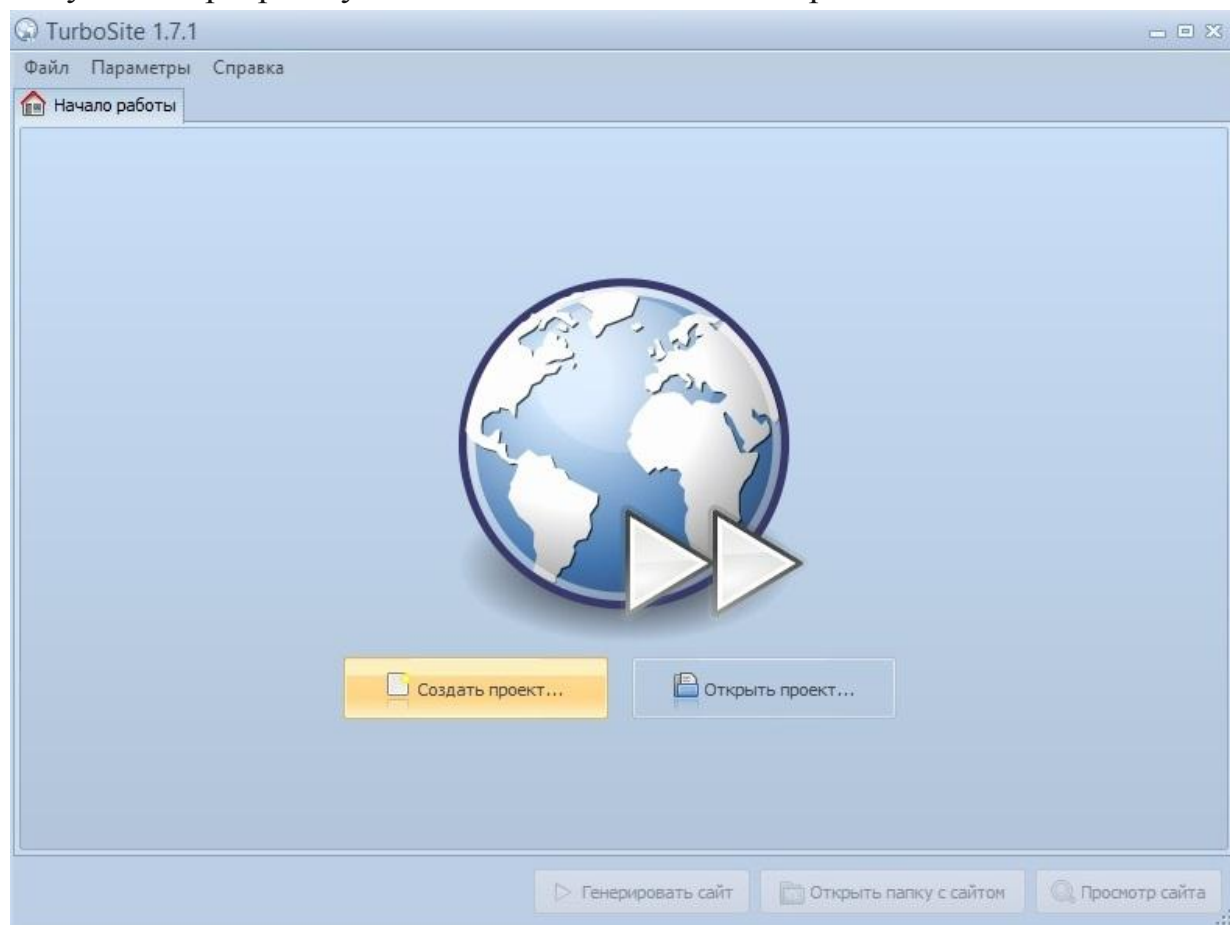 TurboSite 1.7.1
Файл Параметры Справка
Начало работы
Создать проект...
Открыть проект...
Генерировать сайт
Открыть папку с сайтом
Просмотр сайта